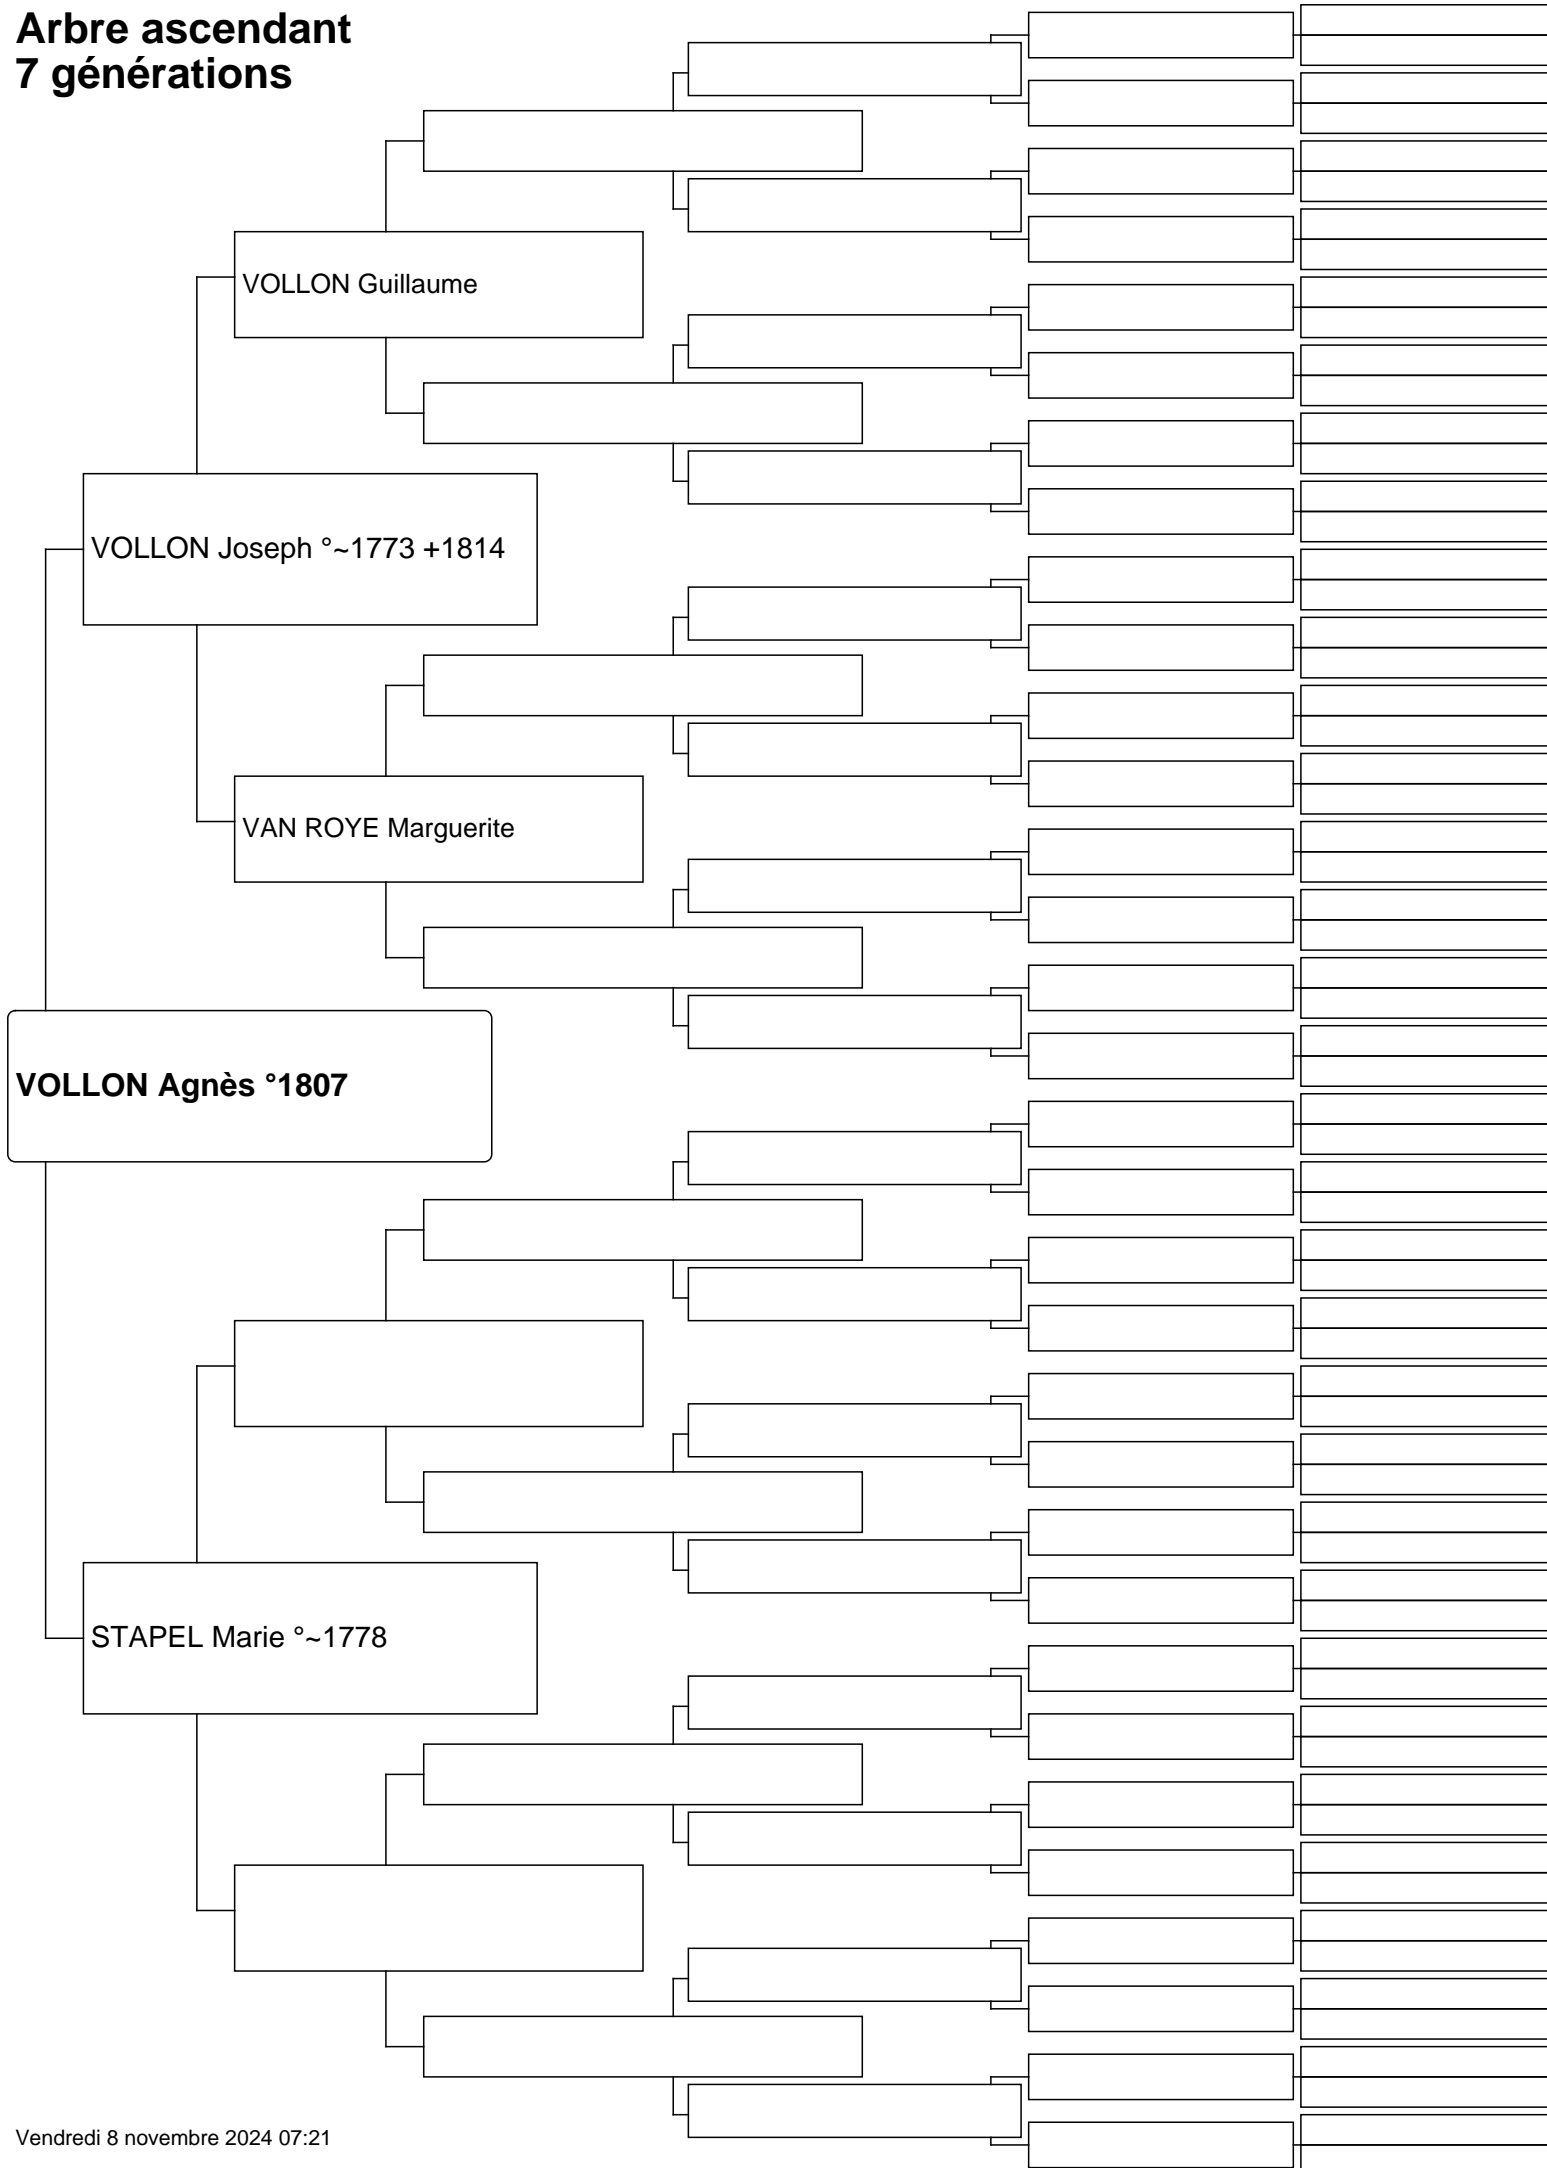 Arbre ascendant
7 générations
VOLLON Guillaume
VOLLON Joseph °~1773 +1814
VAN ROYE Marguerite
VOLLON Agnès °1807
STAPEL Marie °~1778
Vendredi 8 novembre 2024 07:21